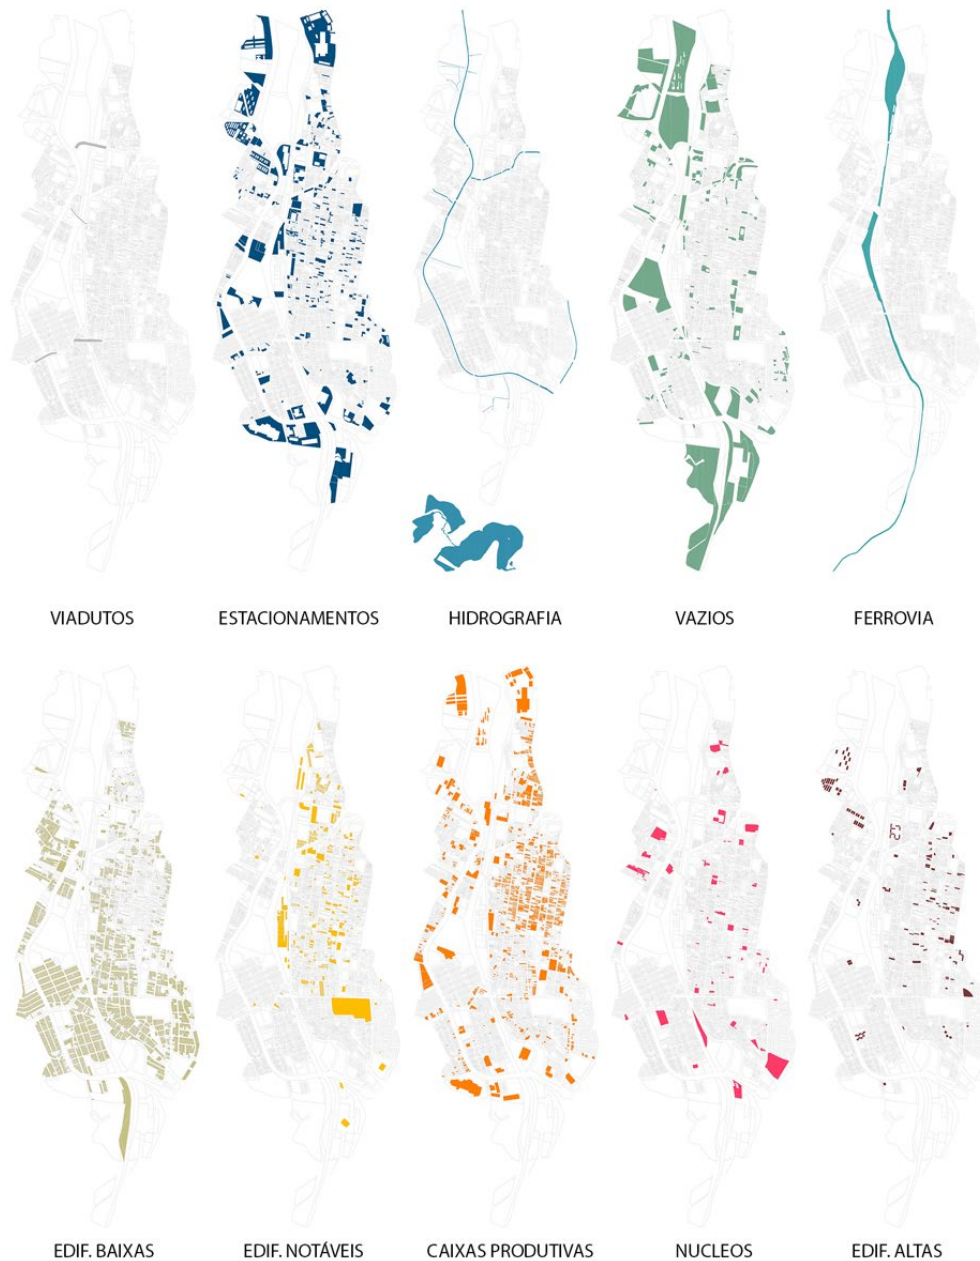 VIADUTOS
ESTACIONAMENTOS
HIDROGRAFIA
VAZIOS
FERROVIA
EDIF. BAIXAS
EDIF. NOTÁVEIS
CAIXAS PRODUTIVAS
NUCLEOS
EDIF. ALTAS